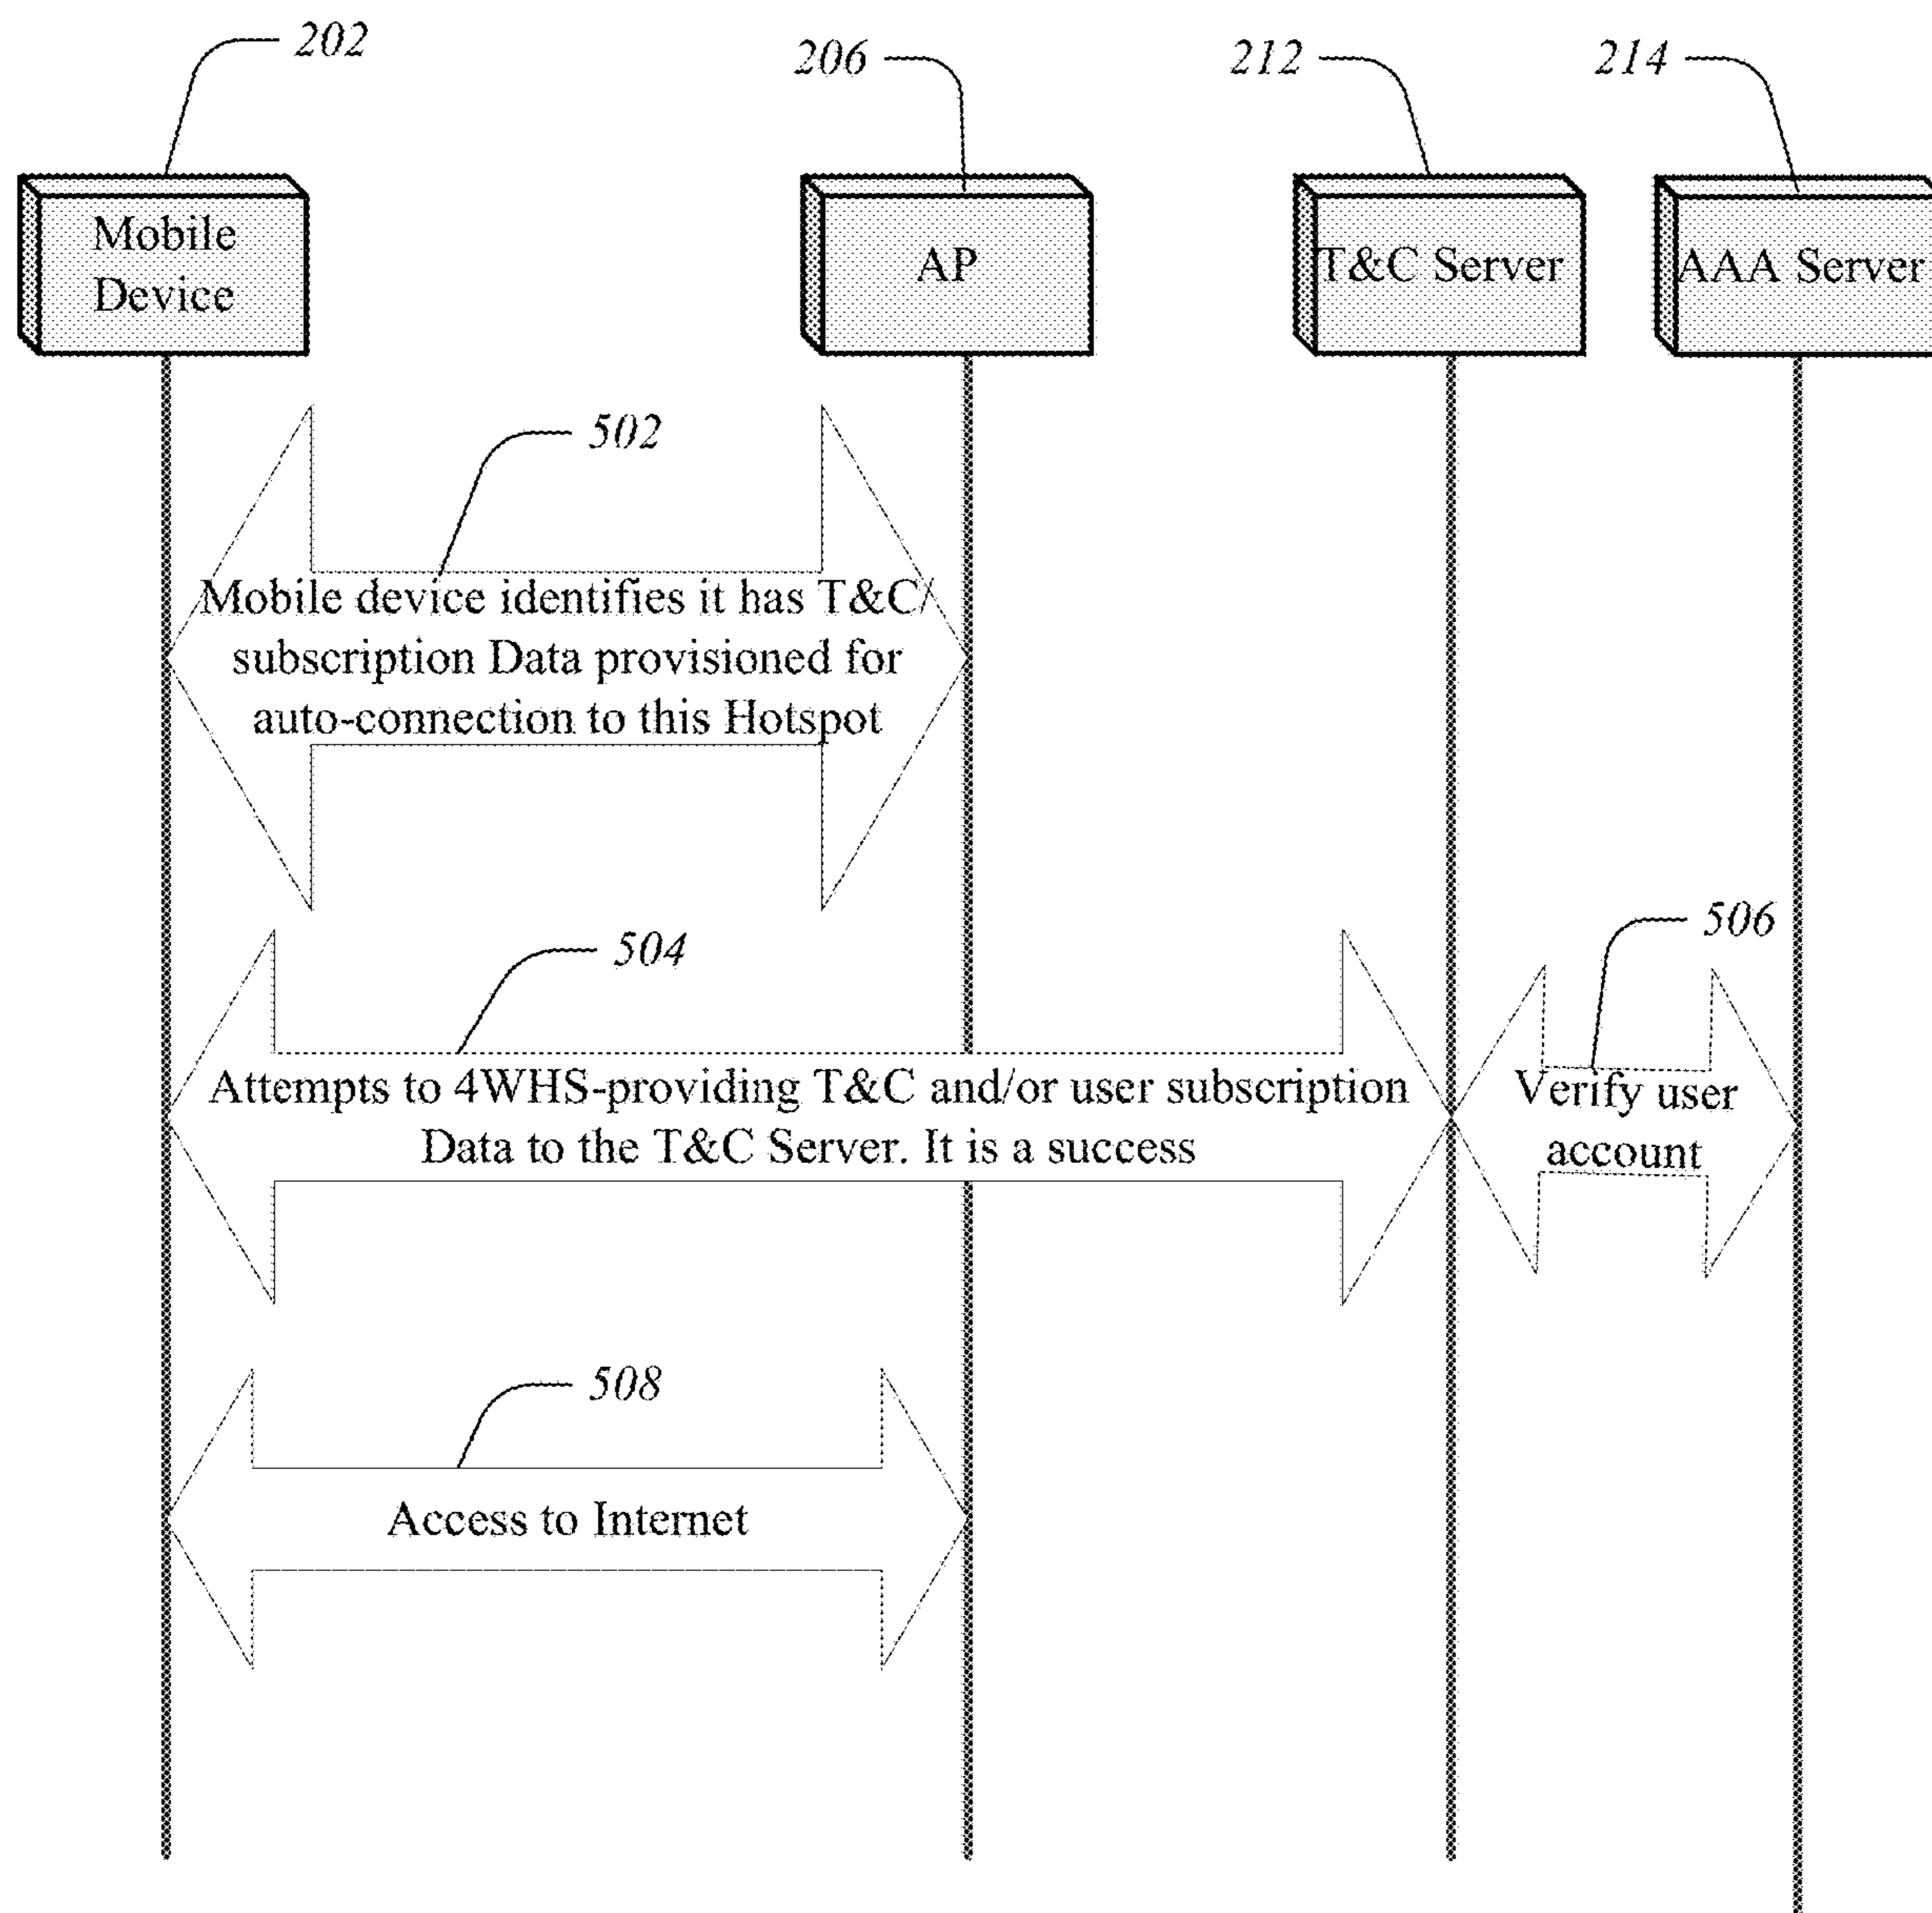 202
206
212
214
Mobile
Device
AP
T&C Server
AAA Server
502
Mobile device identifies it has T&C/
subscription Data provisioned for
auto-connection to this Hotspot
504
506
Attempts to 4WHS-providing T&C and/or user subscription
Data to the T&C Server. It is a success
Verify user
account
508
Access to Internet